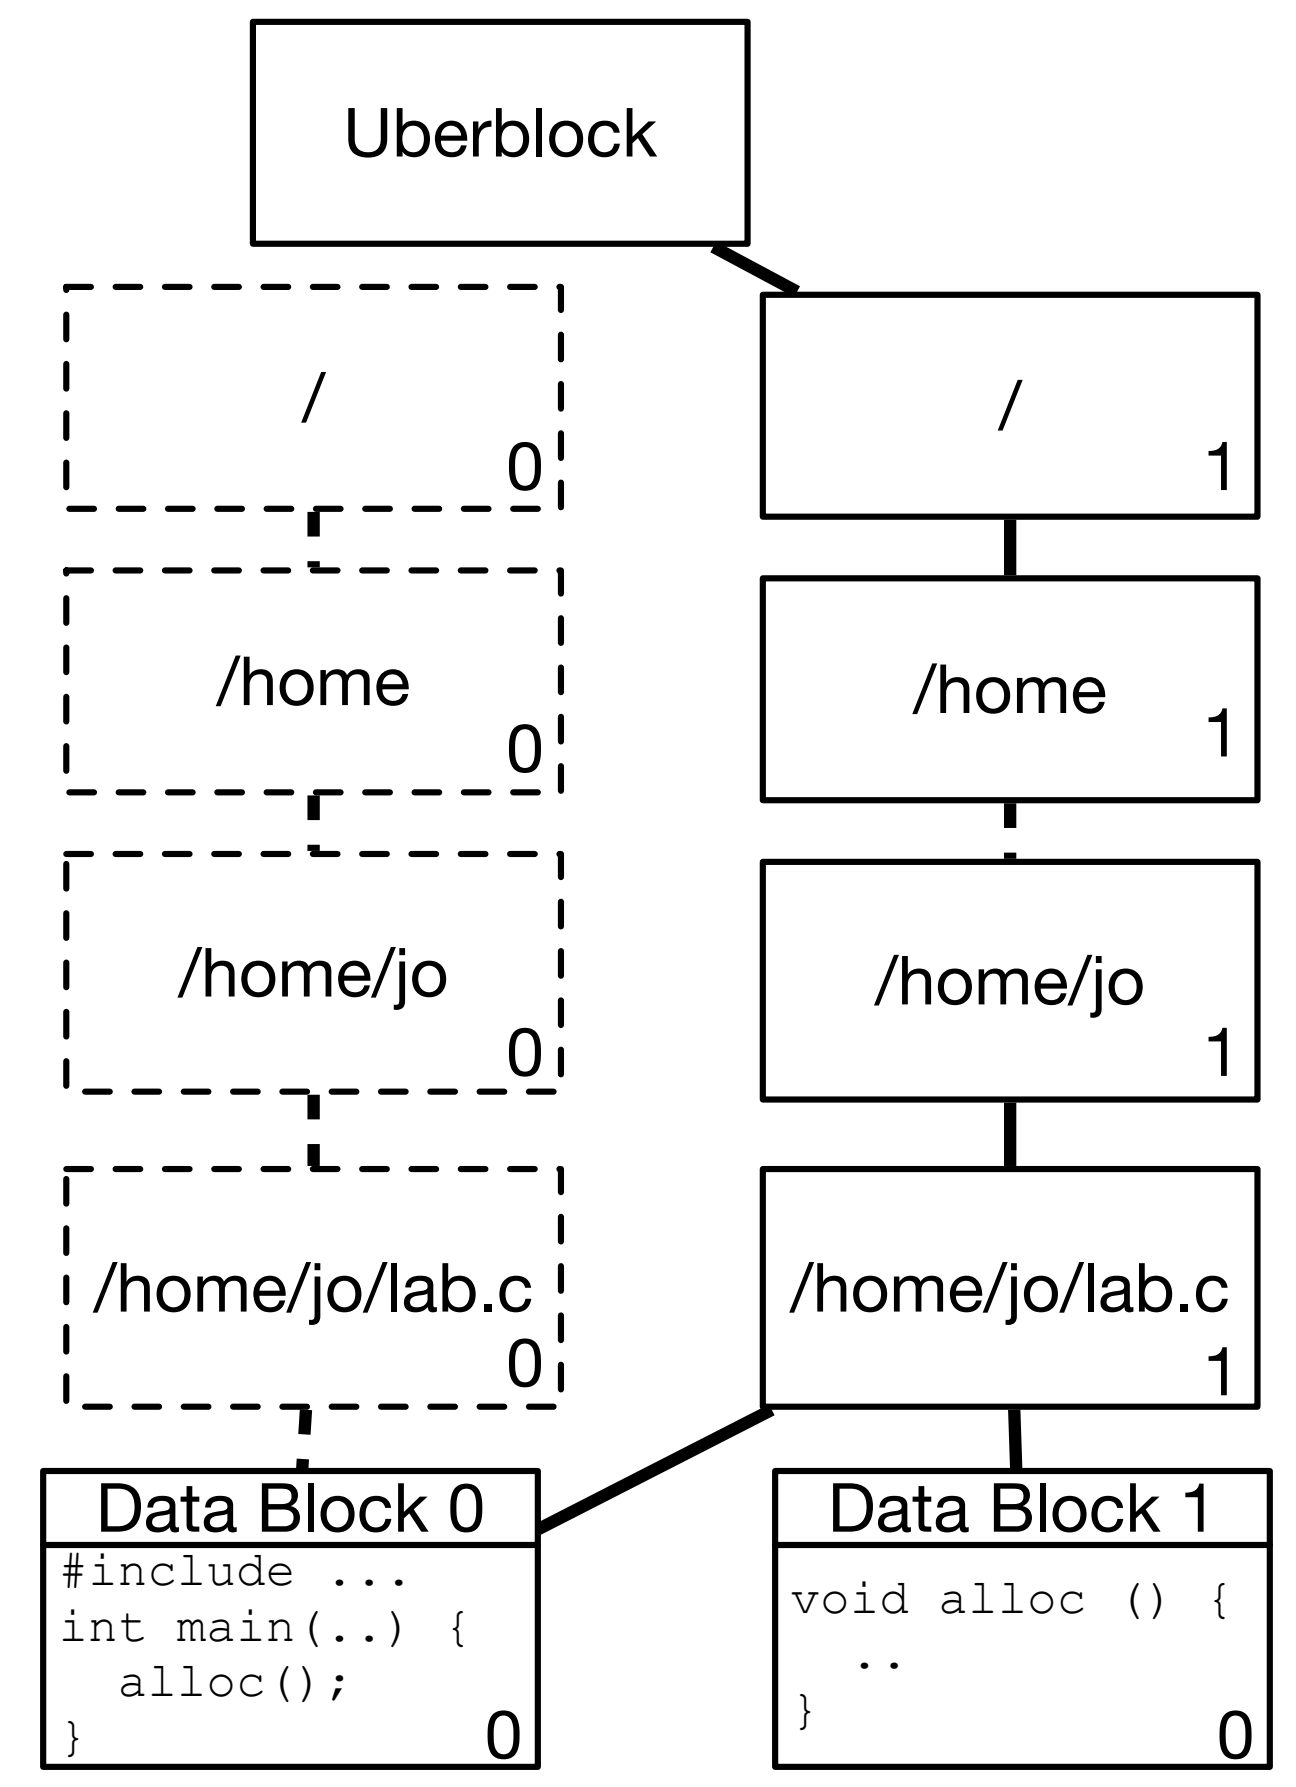 Uberblock
/
0
/
1
/home
0
/home
1
/home/jo
0
/home/jo
1
/home/jo/lab.c
0
/home/jo/lab.c
1
Data Block 0
#include ...
int main(..) {
  alloc();
}
0
Data Block 1
void alloc () {
  ..
}
0